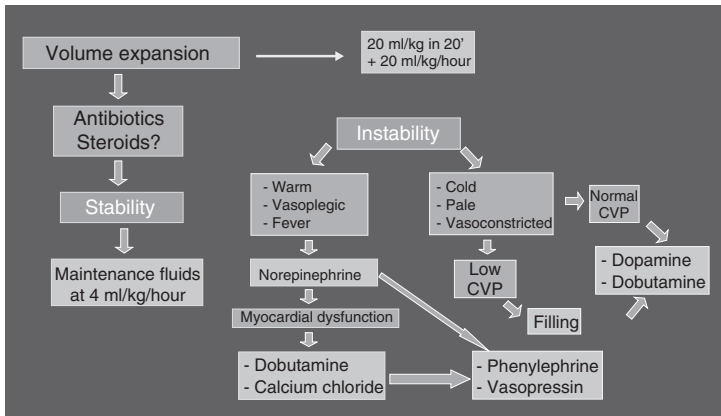 Volume expansion
20 ml/kg in 20'
+ 20 ml/kg/hour
Antibiotics
Steroids?
Stability
Maintenance fluids
at 4 ml/kg/hour
Instability
- Warm
- Vasoplegic
- Fever
- Cold
- Pale
- Vasoconstricted
Normal
CVP
Norepinephrine
Low
CVP
- Dopamine
- Dobutamine
Myocardial dysfunction
Filling
- Dobutamine
- Calcium chloride
- Phenylephrine
- Vasopressin